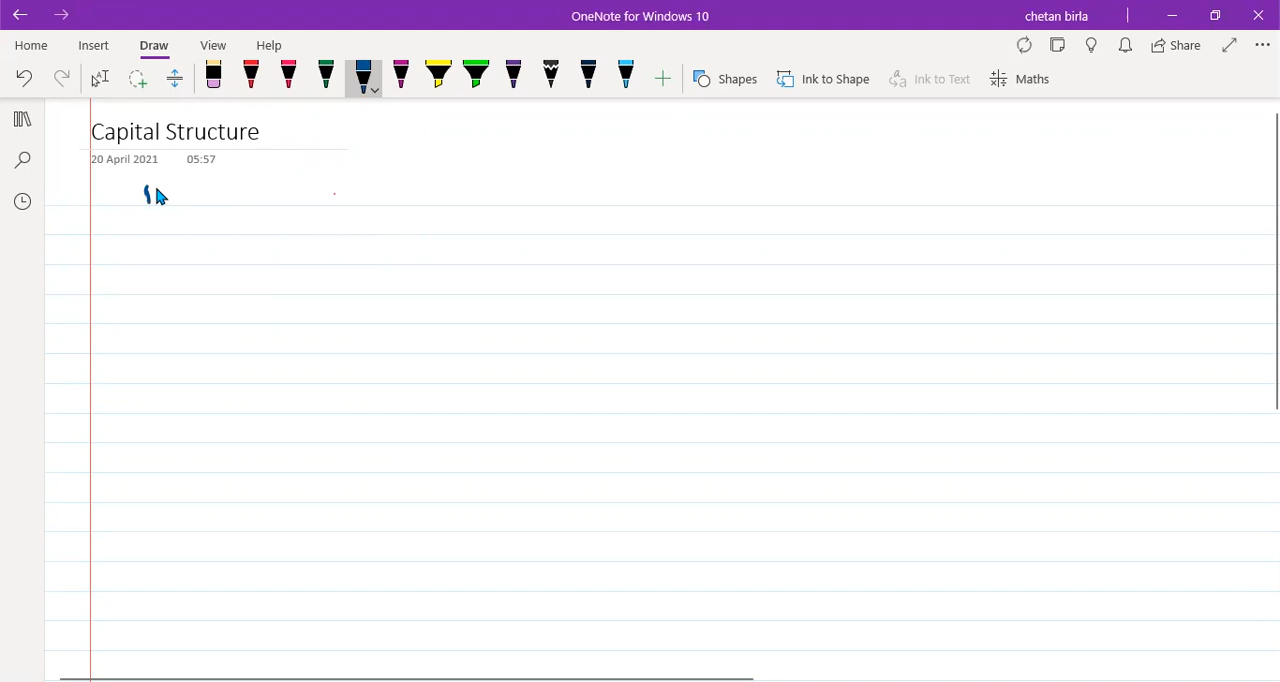 OneNote for Windows 10
chetan birla
Home Insert Draw View Help
Share
Shapes Ink to Shape Ink to Text Maths
Capital Structure
20 April 2021 05:57